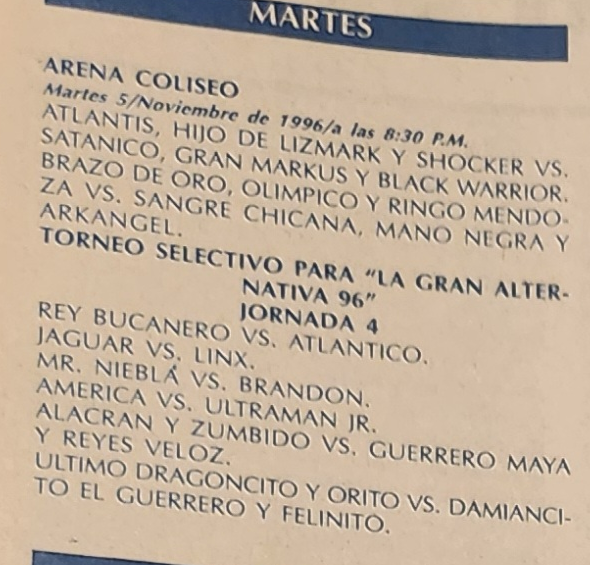 MARTES
ARENA COLISEO
Martes 5/Noviembre de 1996/a las 8:30 P.M.
ATLANTIS, HIJO DE LIZMARK Y SHOCKER VS.
SATANICO, GRAN MARKUS Y BLACK WARRIOR.
BRAZO DE ORO, OLIMPICO Y RINGO MENDO-
ZA VS. SANGRE CHICANA, MANO NEGRA Y
ARKANGEL.
TORNEO SELECTIVO PARA "LA GRAN ALTER-
NATIVA 96"
JORNADA 4
REY BUCANERO VS. ATLANTICO.
JAGUAR VS. LINX.
MR. NIEBLA VS. BRANDON.
AMERICA VS. ULTRAMAN JR.
ALACRAN Y ZUMBIDO VS. GUERRERO MAYA
Y REYES VELOZ.
ULTIMO DRAGONCITO Y ORITO VS. DAMIANCI-
TO EL GUERRERO Y FELINITO.